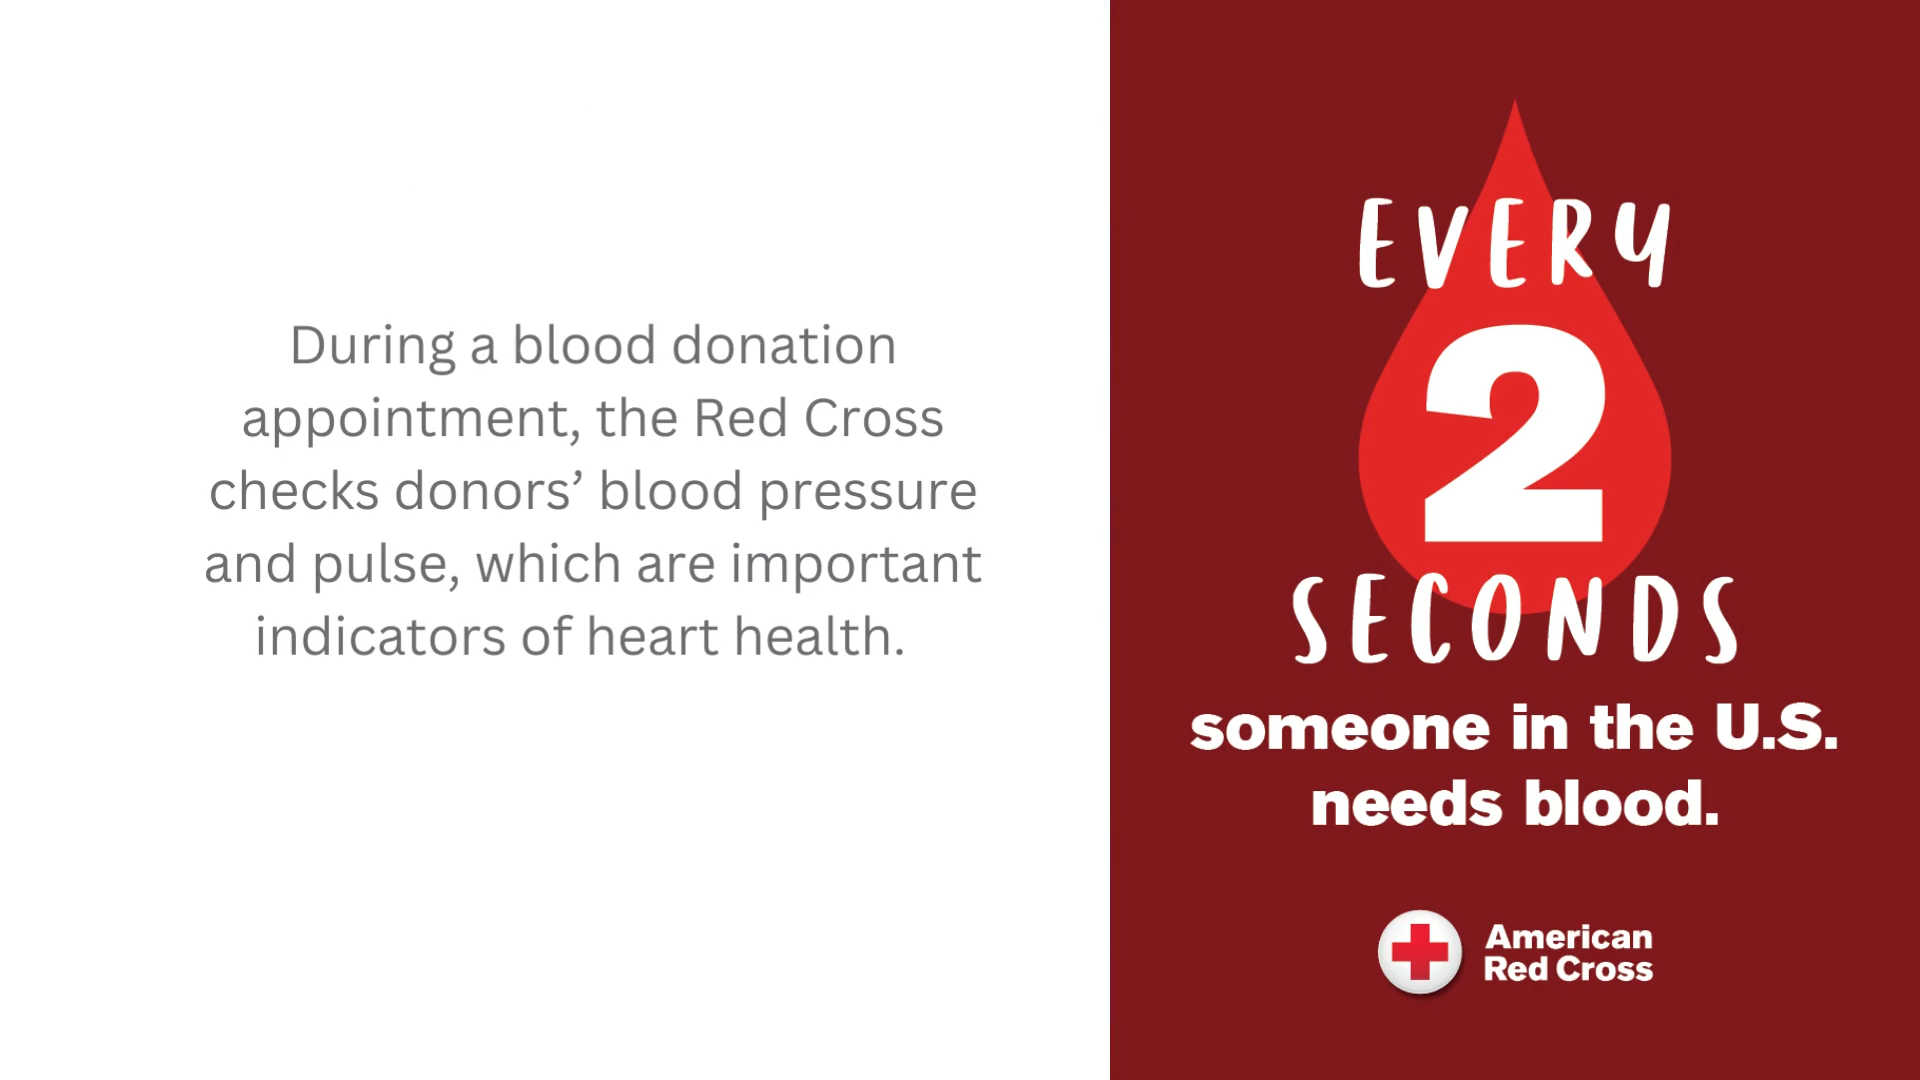 During a blood donation
appointment, the Red Cross
checks donors’ blood pressure
and pulse, which are important
indicators of heart health.
EVERY
2
SECONDS
someone in the U.S.
needs blood.
American
Red Cross